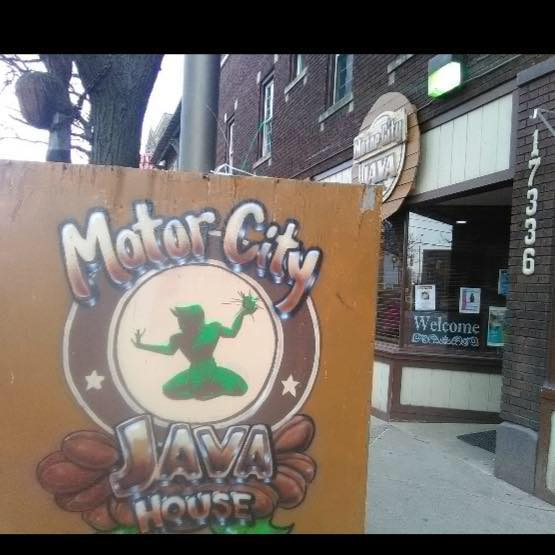 Motor-City
JAVA
HOUSE
Motor City
JAVA
17336
Welcome